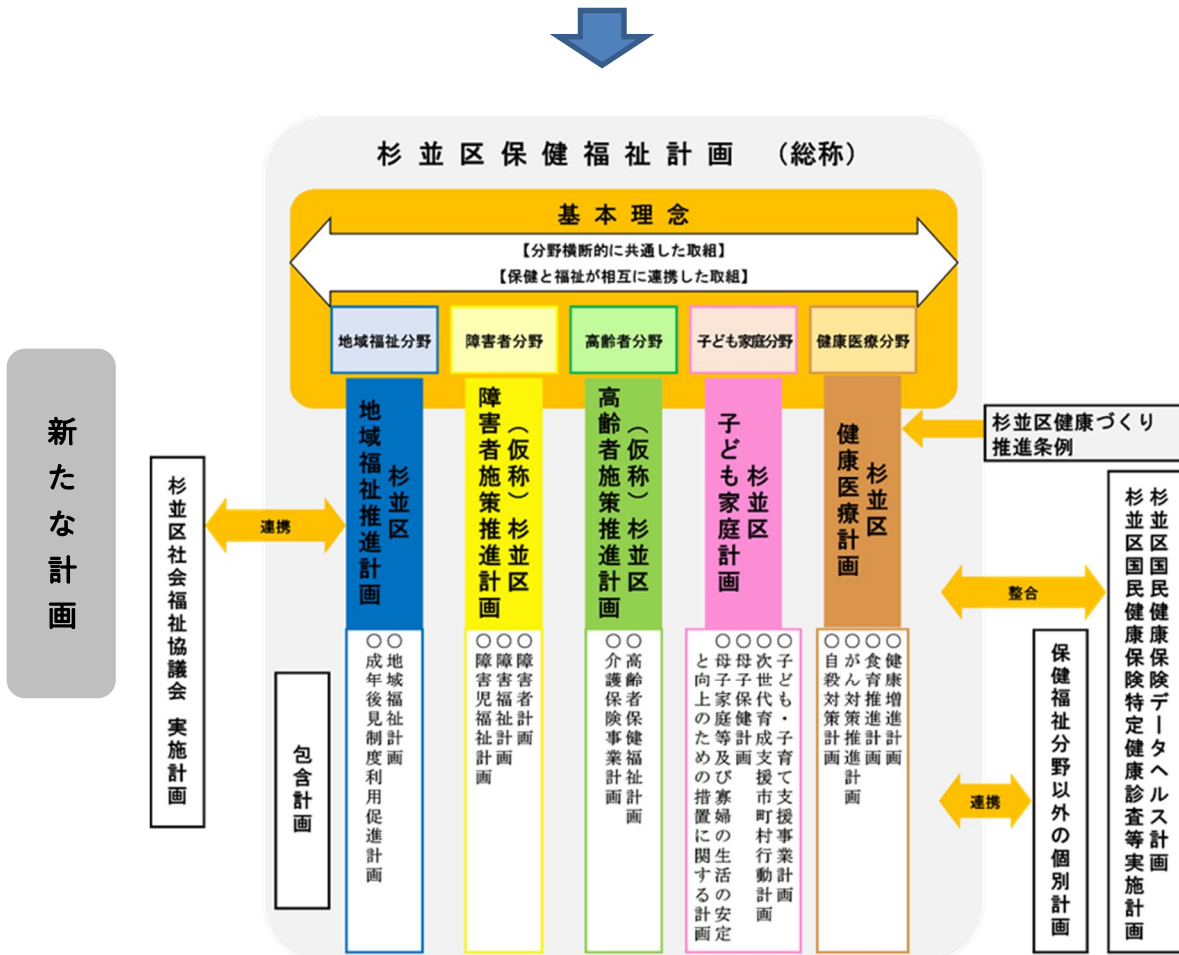 杉並区保健福祉計画　（総称）
基本理念
【分野横断的に共通した取組】
【保健と福祉が相互に連携した取組】
地域福祉分野
障害者分野
高齢者分野
子ども家庭分野
健康医療分野
新たな計画
杉並区社会福祉協議会　実施計画
連携
杉並区
地域福祉推進計画
（仮称）杉並区
障害者施策推進計画
（仮称）杉並区
高齢者施策推進計画
杉並区
子ども家庭計画
杉並区
健康医療計画
杉並区健康づくり
推進条例
整合
杉並区国民健康保険データヘルス計画
杉並区国民健康保険特定健康診査等実施計画
連携
保健福祉分野以外の個別計画
包含計画
○地域福祉計画
○成年後見制度利用促進計画
○障害者計画
○障害福祉計画
○障害児福祉計画
○高齢者保健福祉計画
○介護保険事業計画
○子ども・子育て支援事業計画
○次世代育成支援市町村行動計画
○母子保健計画
○母子家庭等及び寡婦の生活の安定
と向上のための措置に関する計画
○健康増進計画
○食育推進計画
○がん対策推進計画
○自殺対策計画